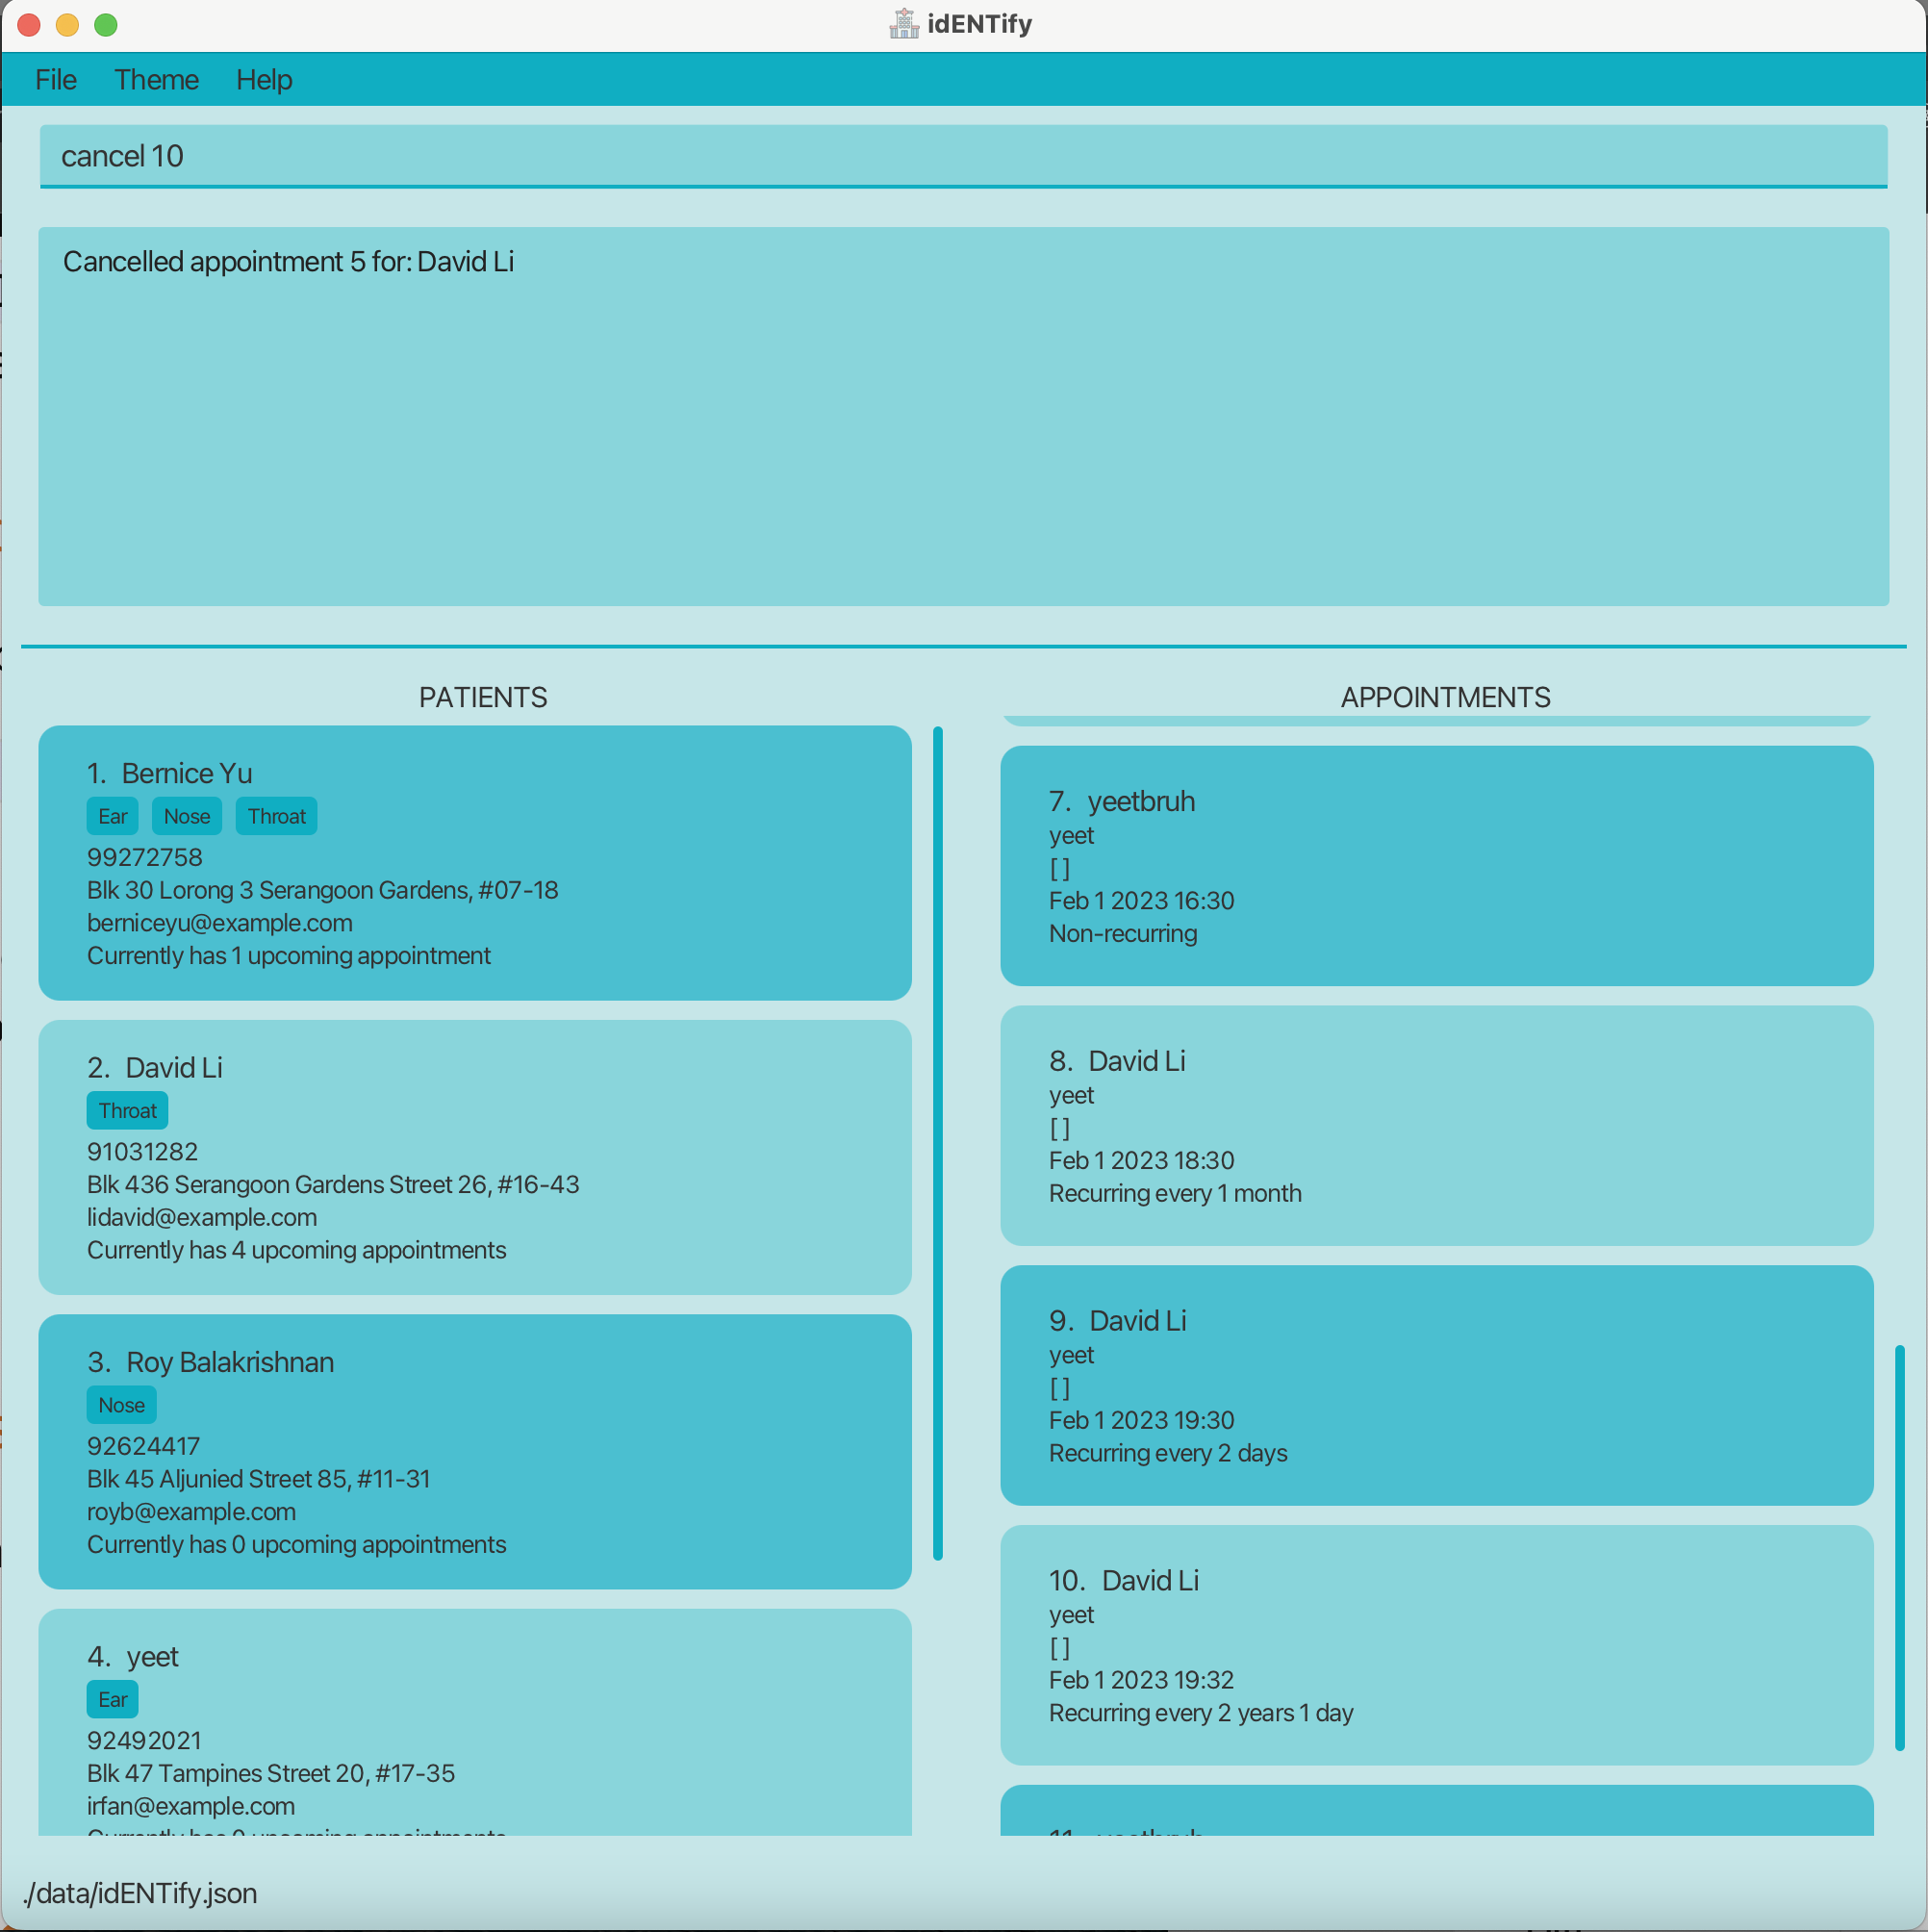 idENTify
File Theme Help
cancel 10
Cancelled appointment 5 for: David Li
PATIENTS
1. Bernice Yu
Ear Nose Throat
99272758
Blk 30 Lorong 3 Serangoon Gardens, #07-18
berniceyu@example.com
Currently has 1 upcoming appointment
2. David Li
Throat
91031282
Blk 436 Serangoon Gardens Street 26, #16-43
lidavid@example.com
Currently has 4 upcoming appointments
3. Roy Balakrishnan
Nose
92624417
Blk 45 Aljunied Street 85, #11-31
royb@example.com
Currently has 0 upcoming appointments
4. yeet
Ear
92492021
Blk 47 Tampines Street 20, #17-35
irfan@example.com
APPOINTMENTS
7. yeetbruh
yeet
[ ]
Feb 1 2023 16:30
Non-recurring
8. David Li
yeet
[ ]
Feb 1 2023 18:30
Recurring every 1 month
9. David Li
yeet
[ ]
Feb 1 2023 19:30
Recurring every 2 days
10. David Li
yeet
[ ]
Feb 1 2023 19:32
Recurring every 2 years 1 day
./data/idENTify.json